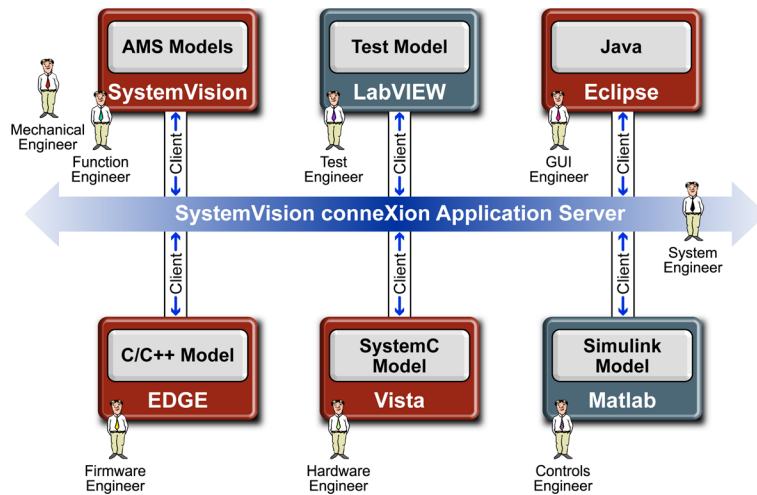 AMS Models
SystemVision
Test Model
LabVIEW
Java
Eclipse
Mechanical
Engineer
Function
Engineer
Client
Test
Engineer
Client
GUI
Engineer
Client
SystemVision conneXion Application Server
System
Engineer
Client
Client
Client
C/C++ Model
EDGE
SystemC
Model
Vista
Simulink
Model
Matlab
Firmware
Engineer
Hardware
Engineer
Controls
Engineer